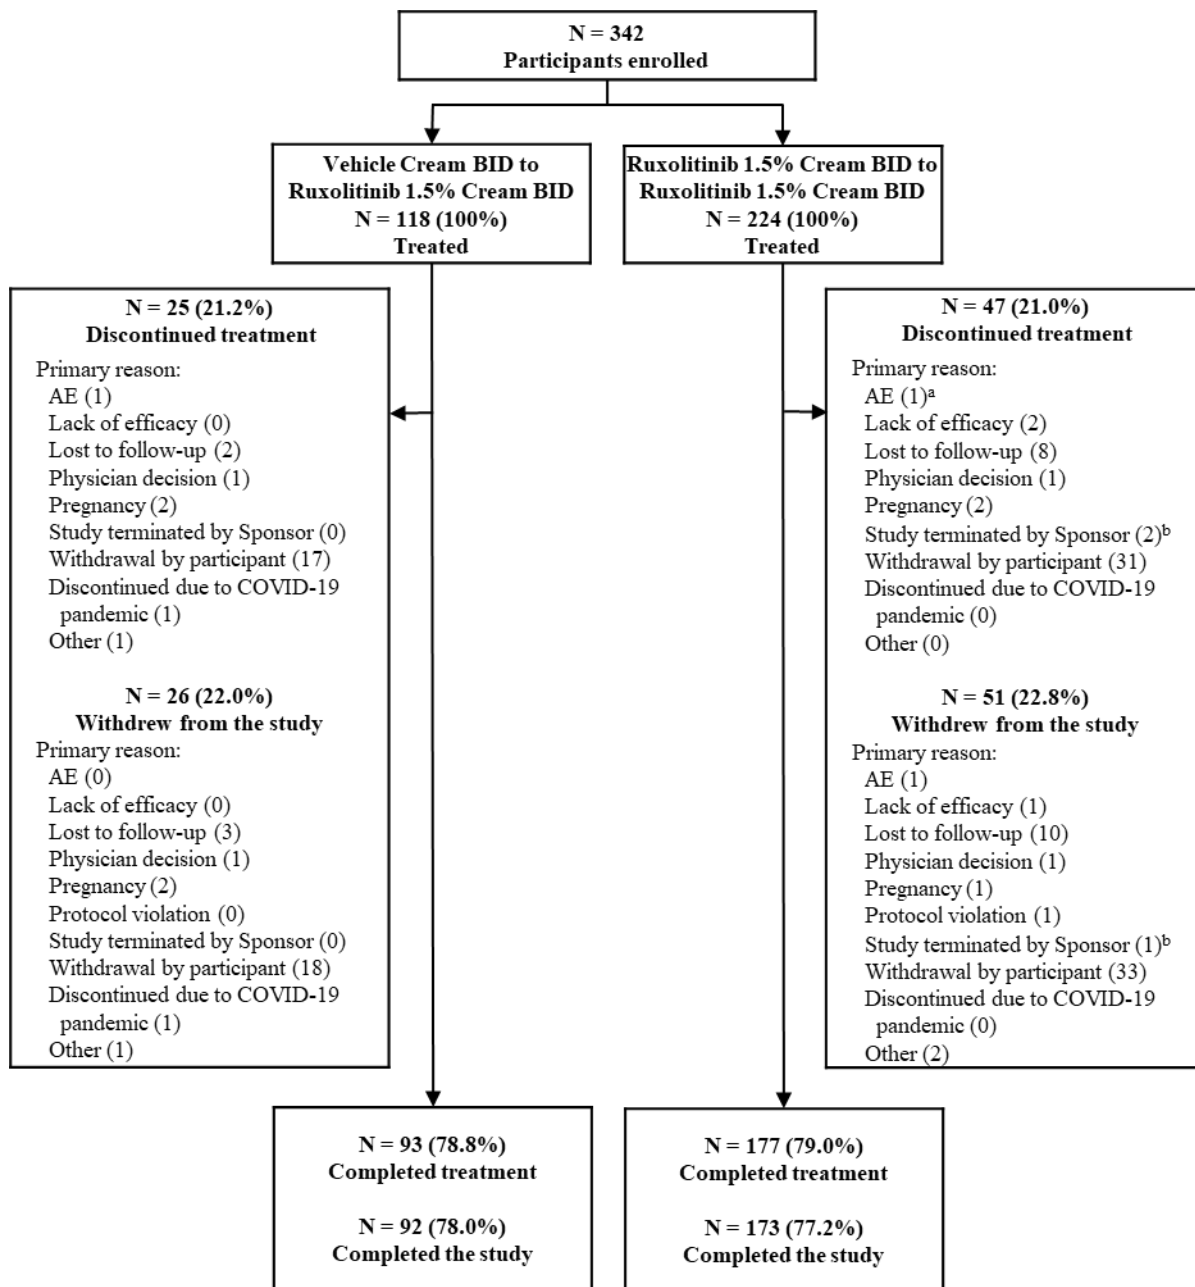 N = 342
Participants enrolled
Vehicle Cream BID to
Ruxolitinib 1.5% Cream BID
N = 118 (100%)
Treated
Ruxolitinib 1.5% Cream BID to
Ruxolitinib 1.5% Cream BID
N = 224 (100%)
Treated
N = 25 (21.2%)
Discontinued treatment
Primary reason:
AE (1)
Lack of efficacy (0)
Lost to follow-up (2)
Physician decision (1)
Pregnancy (2)
Study terminated by Sponsor (0)
Withdrawal by participant (17)
Discontinued due to COVID-19
pandemic (1)
Other (1)
N = 26 (22.0%)
Withdrew from the study
Primary reason:
AE (0)
Lack of efficacy (0)
Lost to follow-up (3)
Physician decision (1)
Pregnancy (2)
Protocol violation (0)
Study terminated by Sponsor (0)
Withdrawal by participant (18)
Discontinued due to COVID-19
pandemic (1)
Other (1)
N = 47 (21.0%)
Discontinued treatment
Primary reason:
AE (1)ᵃ
Lack of efficacy (2)
Lost to follow-up (8)
Physician decision (1)
Pregnancy (2)
Study terminated by Sponsor (2)ᵇ
Withdrawal by participant (31)
Discontinued due to COVID-19
pandemic (0)
Other (0)
N = 51 (22.8%)
Withdrew from the study
Primary reason:
AE (1)
Lack of efficacy (1)
Lost to follow-up (10)
Physician decision (1)
Pregnancy (1)
Protocol violation (1)
Study terminated by Sponsor (1)ᵇ
Withdrawal by participant (33)
Discontinued due to COVID-19
pandemic (0)
Other (2)
N = 93 (78.8%)
Completed treatment
N = 92 (78.0%)
Completed the study
N = 177 (79.0%)
Completed treatment
N = 173 (77.2%)
Completed the study